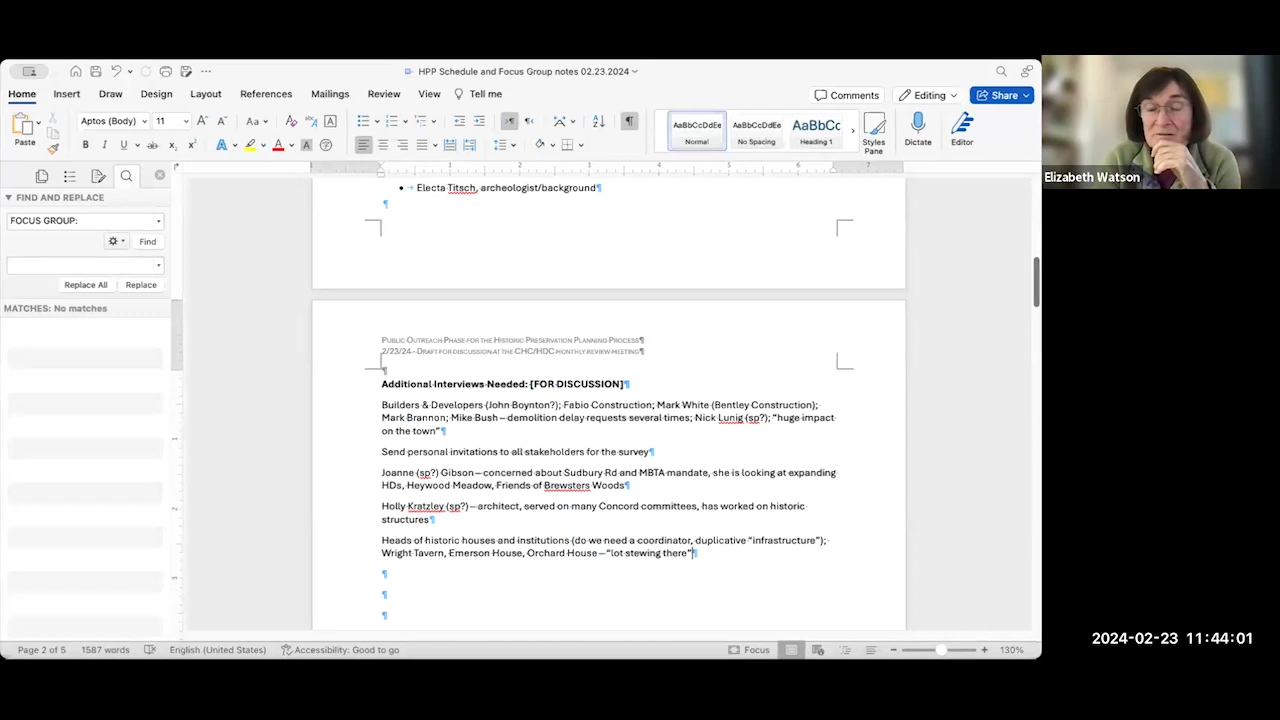 HPP Schedule and Focus Group notes 02.23.2024
Home Insert Draw Design Layout References Mailings Review View Tell me
Comments Editing Share
Paste
Aptos (Body) 11
AaBbCcDdEe AaBbCcDdEe AaBbCc
Normal No Spacing Heading 1
Styles Pane
Dictate
Editor
1 2 3 4 5 6 7
FIND AND REPLACE
FOCUS GROUP:
Find
Replace All Replace
MATCHES: No matches
• Electa Titsch, archeologist/background¶
¶
Public Outreach Phase for the Historic Preservation Planning Process¶
2/23/24 – Draft for discussion at the CHC/HDC monthly review meeting¶
¶
Additional Interviews Needed: [FOR DISCUSSION]¶
Builders & Developers (John Boynton?); Fabio Construction; Mark White (Bentley Construction);
Mark Brannon; Mike Bush – demolition delay requests several times; Nick Lunig (sp?); “huge impact
on the town”¶
Send personal invitations to all stakeholders for the survey¶
Joanne (sp?) Gibson – concerned about Sudbury Rd and MBTA mandate, she is looking at expanding
HDs, Heywood Meadow, Friends of Brewsters Woods¶
Holly Kratzley (sp?) – architect, served on many Concord committees, has worked on historic
structures¶
Heads of historic houses and institutions (do we need a coordinator, duplicative “infrastructure”);
Wright Tavern, Emerson House, Orchard House – “lot stewing there”¶
¶
¶
¶
Page 2 of 5 1587 words English (United States) Accessibility: Good to go Focus 130%
Elizabeth Watson
2024-02-23 11:44:01